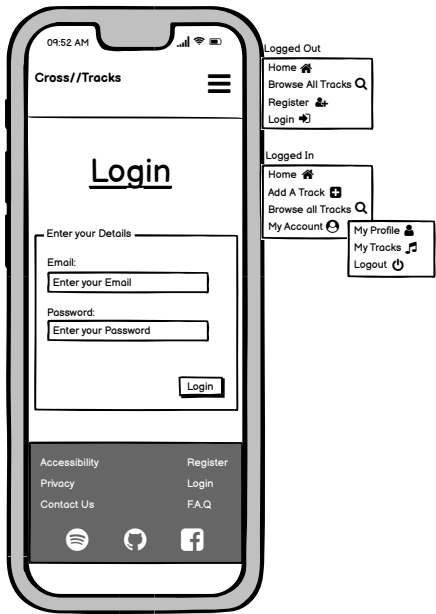 09:52 AM
Cross//Tracks
Login
Enter your Details
Email:
Enter your Email
Password:
Enter your Password
Login
Accessibility
Register
Privacy
Login
Contact Us
F.A.Q
Logged Out
Home
Browse All Tracks
Register
Login
Logged In
Home
Add A Track
Browse all Tracks
My Account
My Profile
My Tracks
Logout